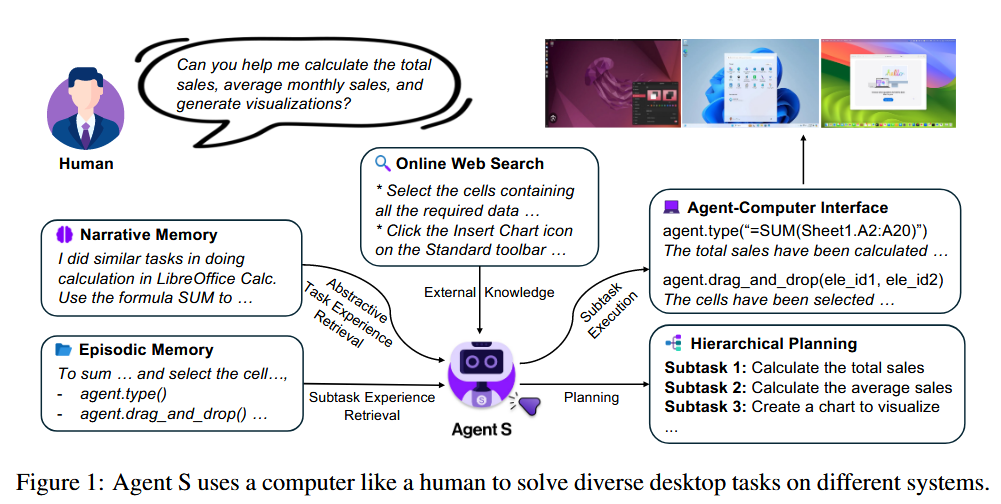 Can you help me calculate the total
sales, average monthly sales, and
generate visualizations?
Human
Online Web Search
* Select the cells containing
all the required data …
* Click the Insert Chart icon
on the Standard toolbar …
Narrative Memory
I did similar tasks in doing
calculation in LibreOffice Calc.
Use the formula SUM to …
Abstractive
Task Experience
Retrieval
External Knowledge
Subtask
Execution
Agent-Computer Interface
agent.type(“=SUM(Sheet1.A2:A20)”)
The total sales have been calculated …
agent.drag_and_drop(ele_id1, ele_id2)
The cells have been selected …
Episodic Memory
To sum … and select the cell…,
- agent.type()
- agent.drag_and_drop() …
Subtask Experience
Retrieval
S
Agent S
Planning
Hierarchical Planning
Subtask 1: Calculate the total sales
Subtask 2: Calculate the average sales
Subtask 3: Create a chart to visualize
…
Figure 1: Agent S uses a computer like a human to solve diverse desktop tasks on different systems.